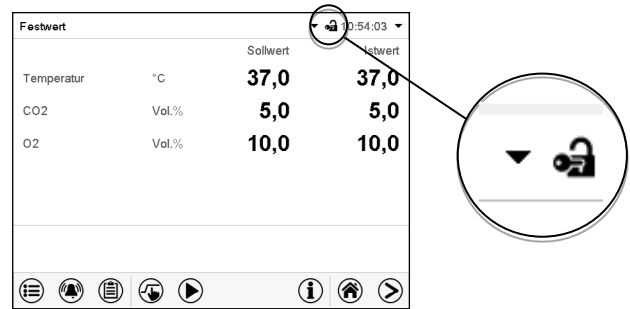 Festwert 10:54:03
Sollwert Istwert
Temperatur °C 37,0 37,0
CO2 Vol.% 5,0 5,0
O2 Vol.% 10,0 10,0